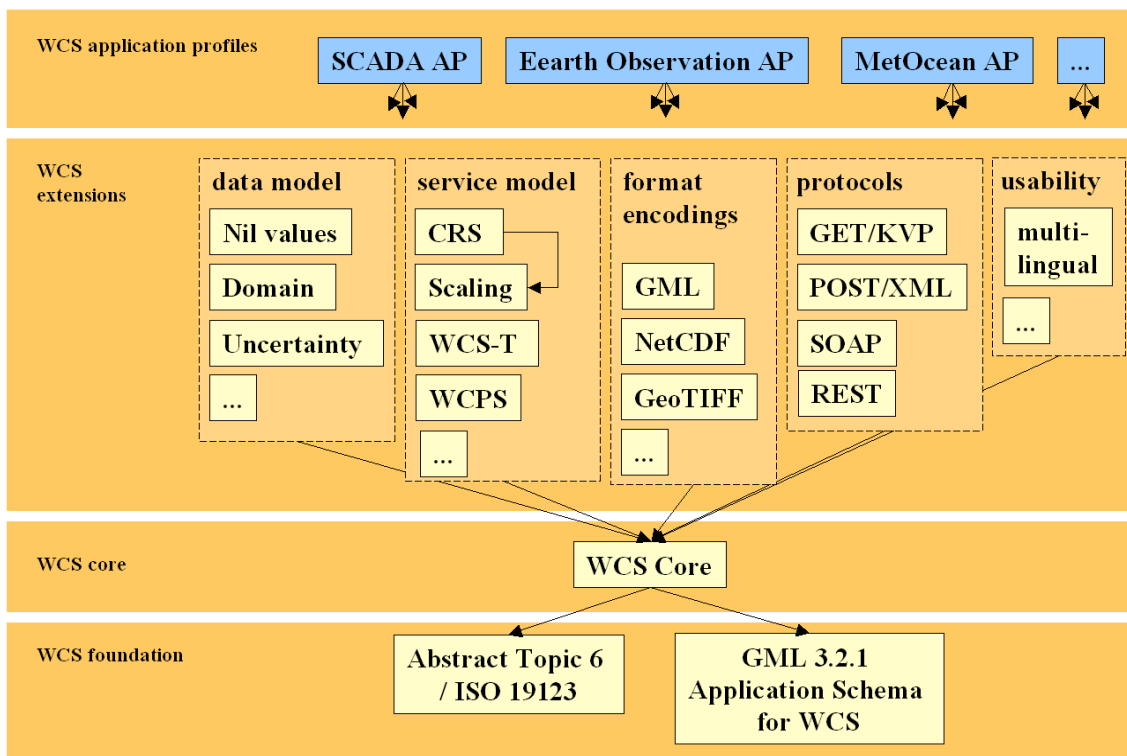 WCS application profiles
SCADA AP
Eearth Observation AP
MetOcean AP
...
WCS
extensions
data model
Nil values
Domain
Uncertainty
...
service model
CRS
Scaling
WCS-T
WCPS
...
format
encodings
GML
NetCDF
GeoTIFF
...
protocols
GET/KVP
POST/XML
SOAP
REST
usability
multi-
lingual
...
WCS core
WCS Core
WCS foundation
Abstract Topic 6
/ ISO 19123
GML 3.2.1
Application Schema
for WCS